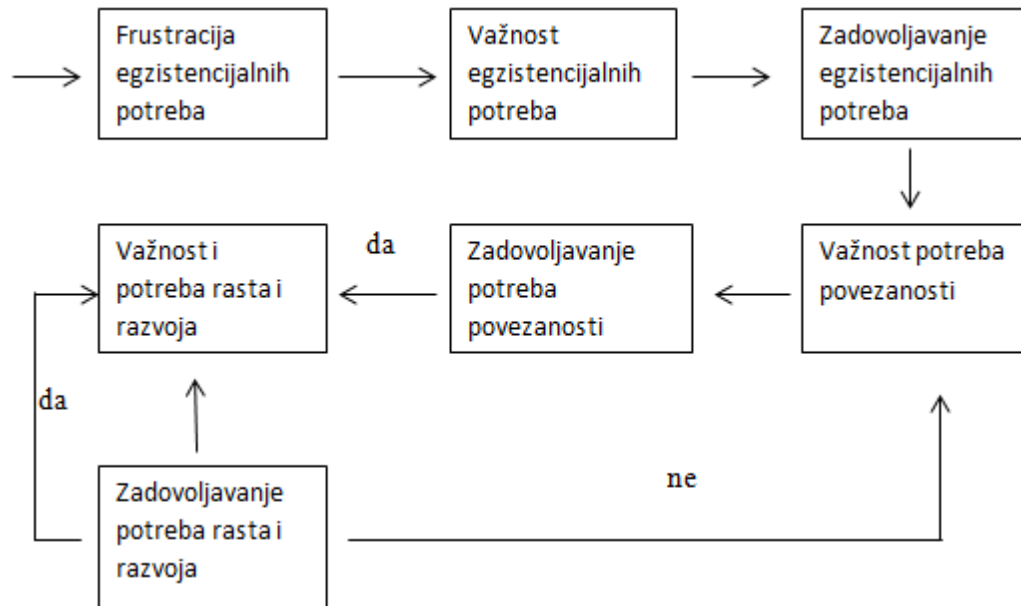 Frustracija
egzistencijalnih
potreba
Važnost
egzistencijalnih
potreba
Zadovoljavanje
egzistencijalnih
potreba
Važnost i
potreba rasta i
razvoja
da
Zadovoljavanje
potreba
povezanosti
Važnost potreba
povezanosti
da
Zadovoljavanje
potreba rasta i
razvoja
ne